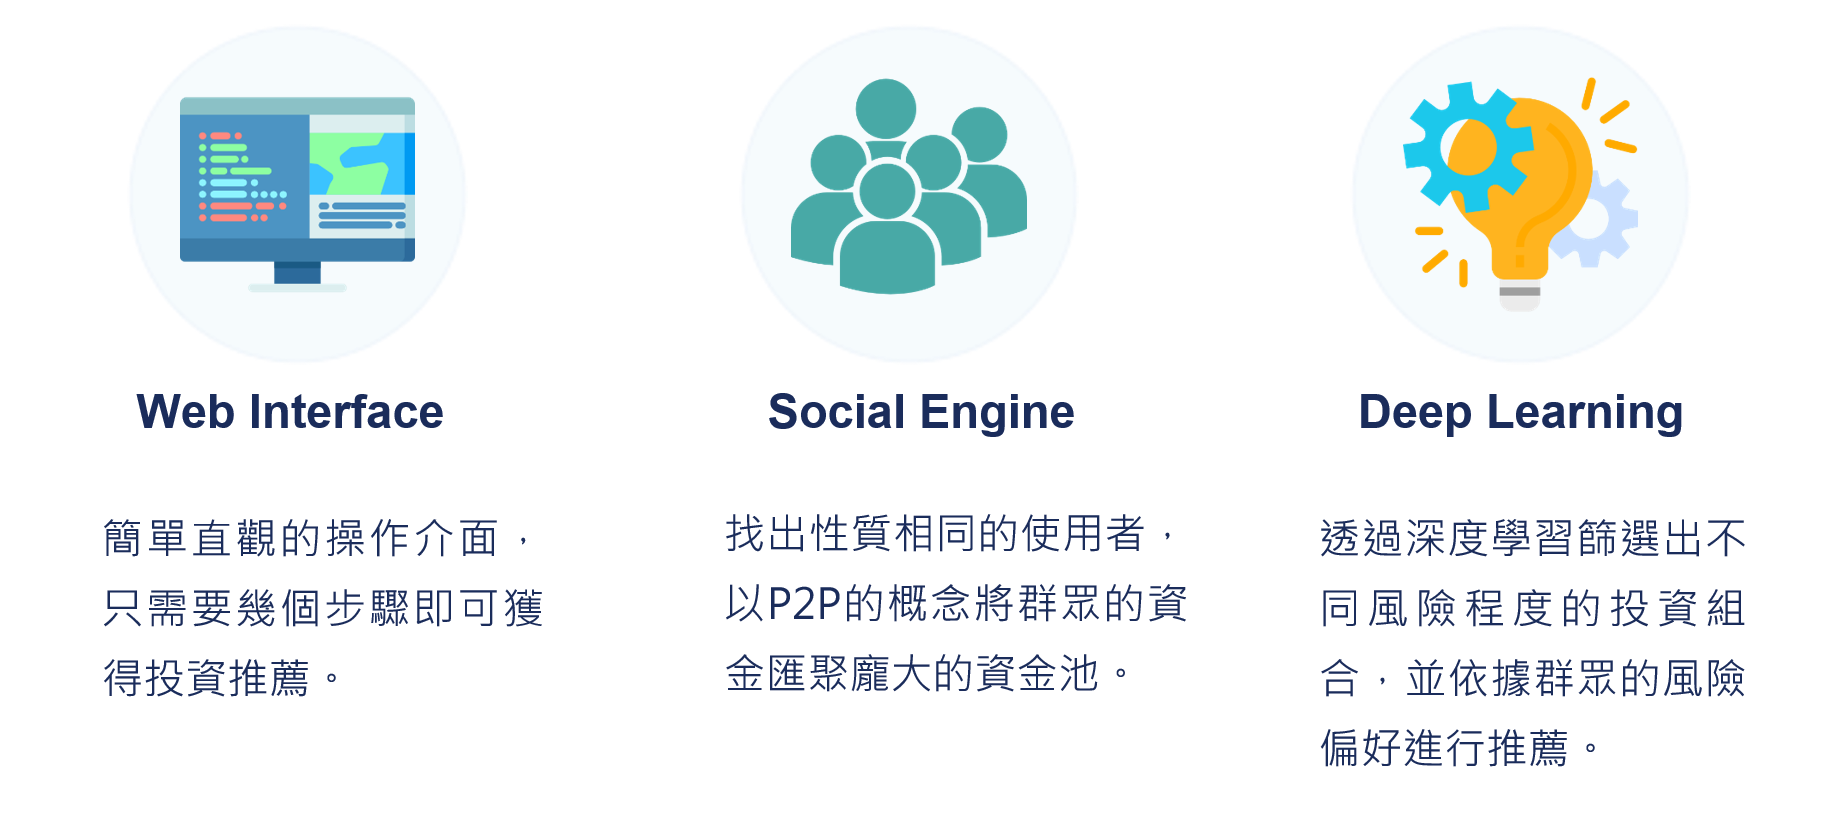 Web Interface
簡單直觀的操作介面，
只需要幾個步驟即可獲
得投資推薦。
Social Engine
找出性質相同的使用者，
以P2P的概念將群眾的資
金匯聚龐大的資金池。
Deep Learning
透過深度學習篩選出不
同風險程度的投資組
合，並依據群眾的風險
偏好進行推薦。